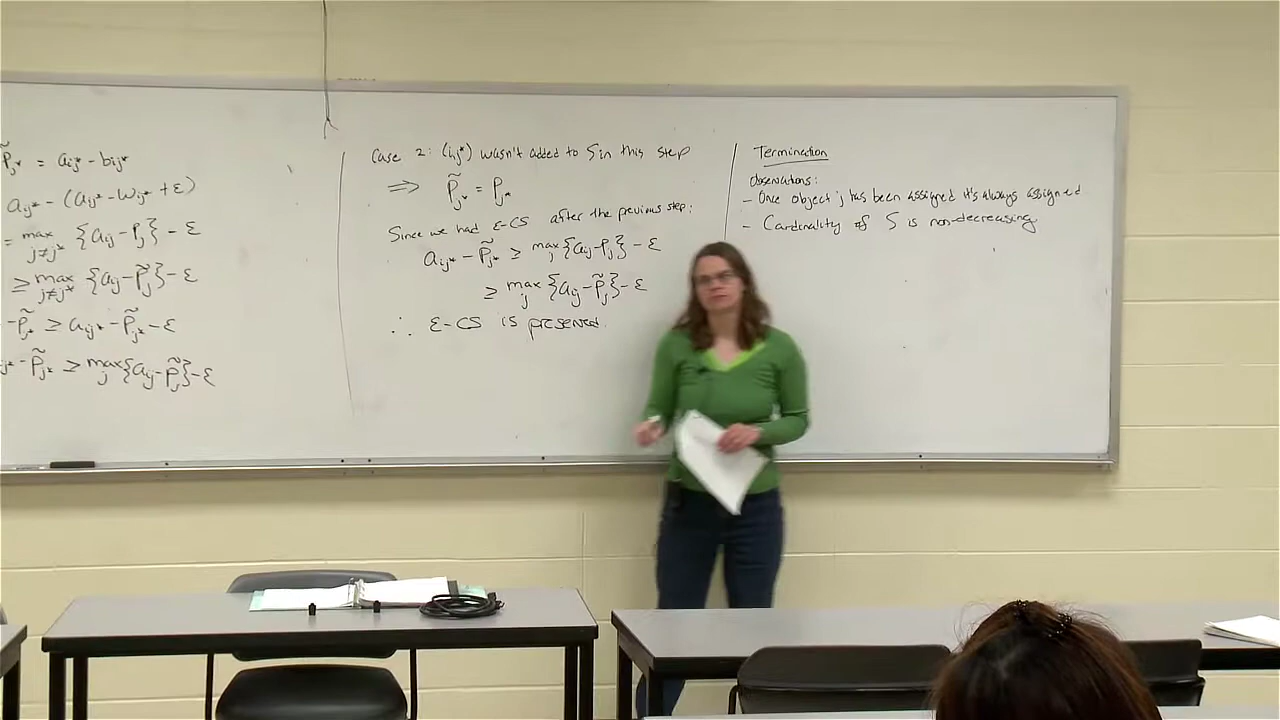 p̃ⱼ* = aᵢⱼ* - bᵢⱼ*
aᵢⱼ* - (aᵢⱼ* - wᵢⱼ* + ε)
= max {aᵢⱼ - pⱼ} - ε
j≠j*
≥ max {aᵢⱼ - p̃ⱼ} - ε
j≠j*
- p̃ⱼ* ≥ aᵢⱼ* - p̃ⱼ* - ε
- p̃ⱼ* ≥ max {aᵢⱼ - p̃ⱼ} - ε
j
Case 2: (i,j*) wasn't added to S in this step
⇒ p̃ⱼ* = pⱼ*
Since we had ε-CS after the previous step:
aᵢⱼ* - p̃ⱼ* ≥ max {aᵢⱼ - pⱼ} - ε
j
≥ max {aᵢⱼ - p̃ⱼ} - ε
j
∴ ε-CS is preserved.
Termination
Observations:
- Once object j has been assigned it's always assigned
- Cardinality of S is non-decreasing